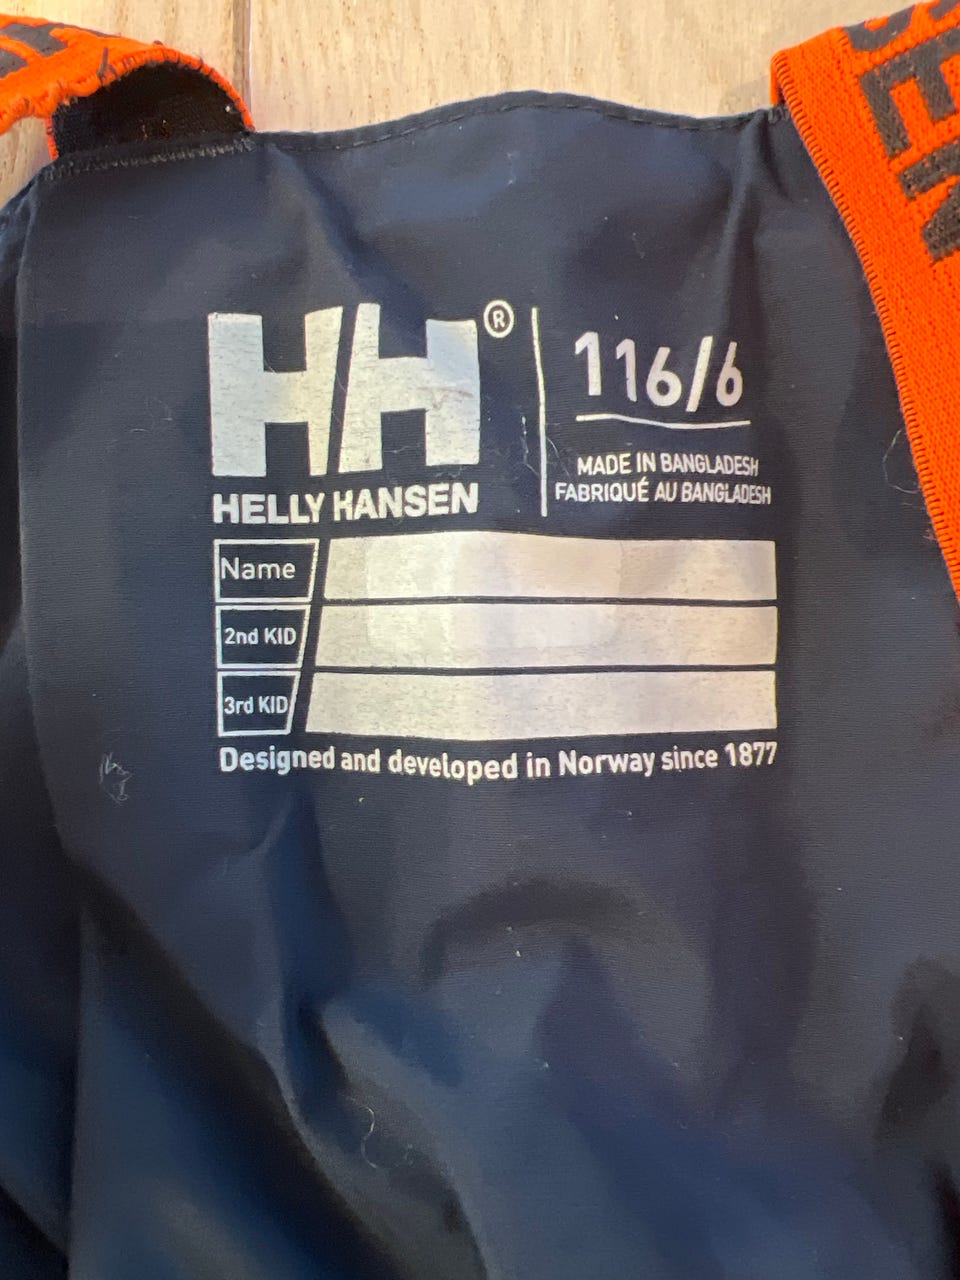 HH®
HELLY HANSEN
116/6
MADE IN BANGLADESH
FABRIQUÉ AU BANGLADESH
Name
2nd KID
3rd KID
Designed and developed in Norway since 1877